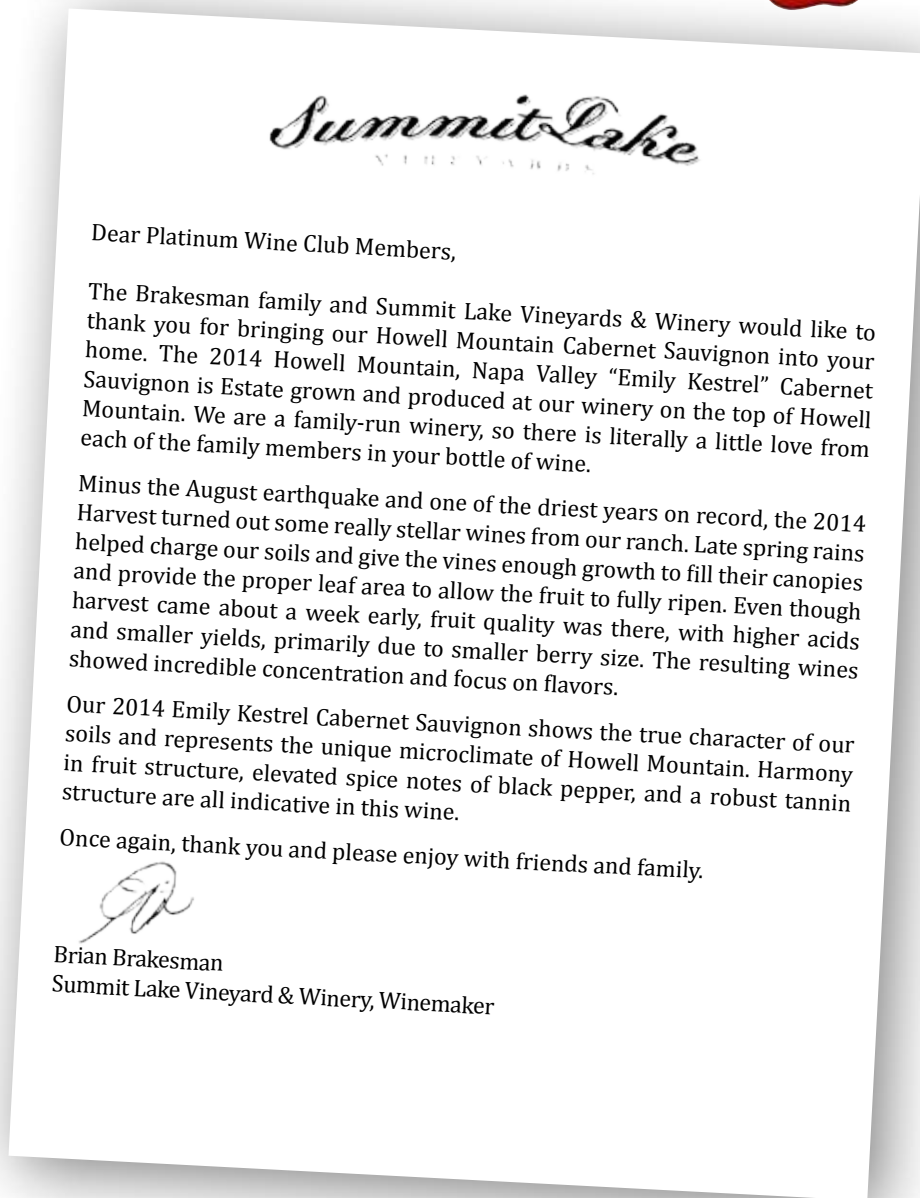 Summit Lake
VINEYARDS
Dear Platinum Wine Club Members,
The Brakesman family and Summit Lake Vineyards & Winery would like to
thank you for bringing our Howell Mountain Cabernet Sauvignon into your
home. The 2014 Howell Mountain, Napa Valley “Emily Kestrel” Cabernet
Sauvignon is Estate grown and produced at our winery on the top of Howell
Mountain. We are a family-run winery, so there is literally a little love from
each of the family members in your bottle of wine.
Minus the August earthquake and one of the driest years on record, the 2014
Harvest turned out some really stellar wines from our ranch. Late spring rains
helped charge our soils and give the vines enough growth to fill their canopies
and provide the proper leaf area to allow the fruit to fully ripen. Even though
harvest came about a week early, fruit quality was there, with higher acids
and smaller yields, primarily due to smaller berry size. The resulting wines
showed incredible concentration and focus on flavors.
Our 2014 Emily Kestrel Cabernet Sauvignon shows the true character of our
soils and represents the unique microclimate of Howell Mountain. Harmony
in fruit structure, elevated spice notes of black pepper, and a robust tannin
structure are all indicative in this wine.
Once again, thank you and please enjoy with friends and family.
Brian Brakesman
Summit Lake Vineyard & Winery, Winemaker